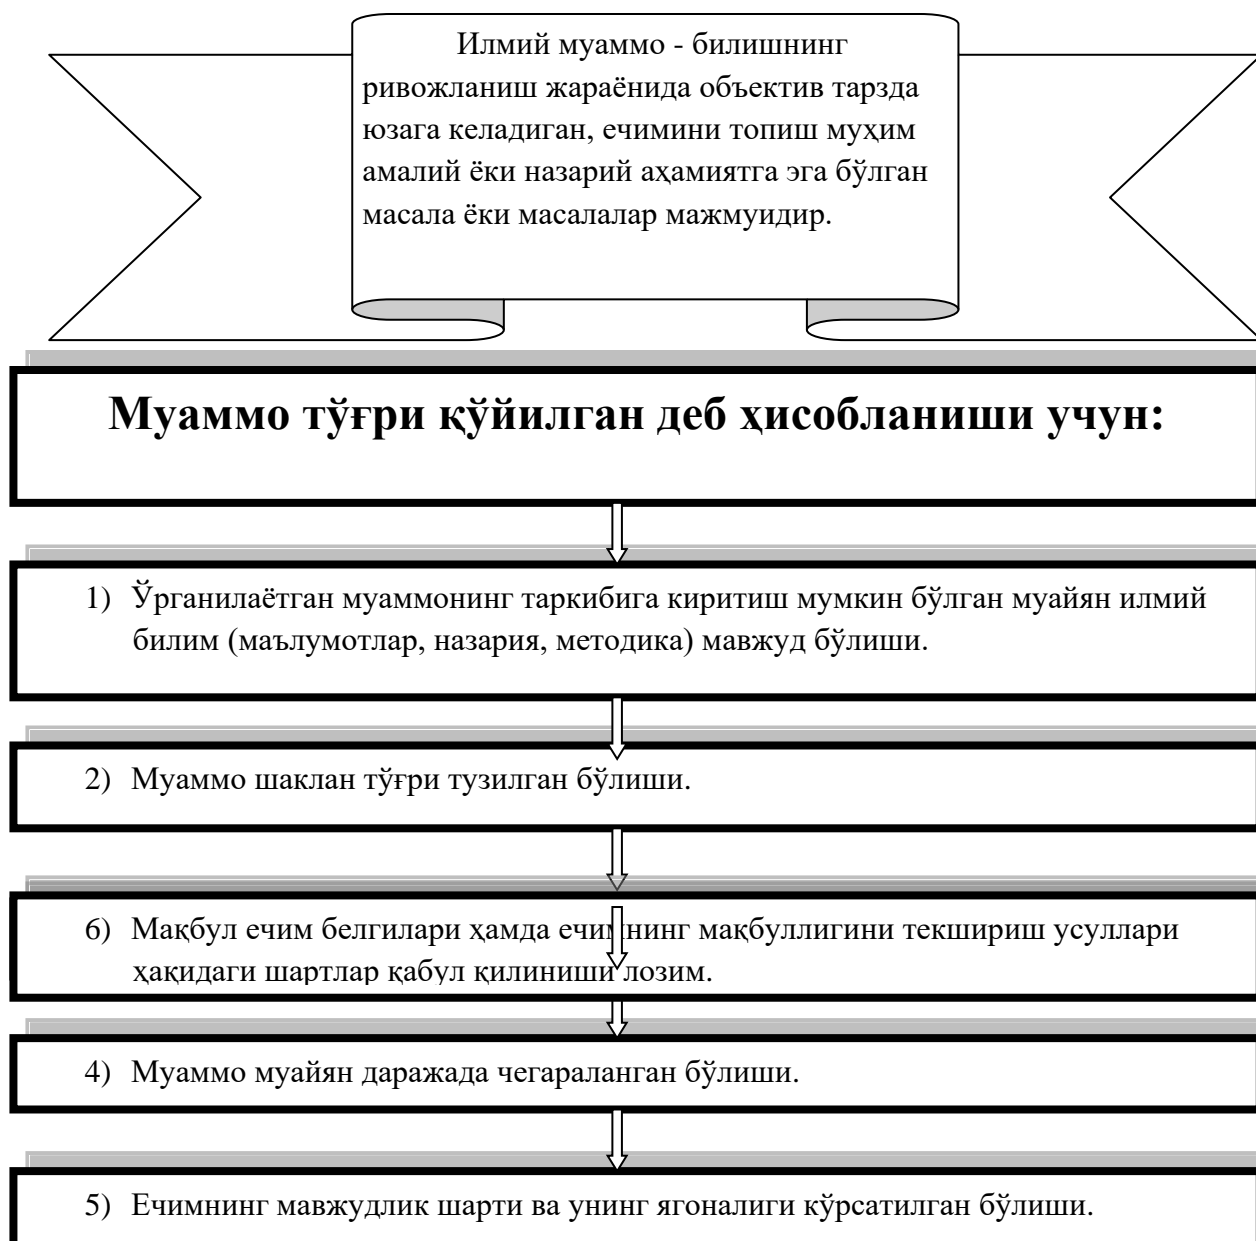 Илмий муаммо - билишнинг
ривожланиш жараёнида объектив тарзда
юзага келадиган, ечимини топиш муҳим
амалий ёки назарий аҳамиятга эга бўлган
масала ёки масалалар мажмуидир.
Муаммо тўғри қўйилган деб ҳисобланиши учун:
1) Ўрганилаётган муаммонинг таркибига киритиш мумкин бўлган муайян илмий
билим (маълумотлар, назария, методика) мавжуд бўлиши.
2) Муаммо шаклан тўғри тузилган бўлиши.
6) Мақбул ечим белгилари ҳамда ечимнинг мақбуллигини текшириш усуллари
ҳақидаги шартлар қабул қилиниши лозим.
4) Муаммо муайян даражада чегараланган бўлиши.
5) Ечимнинг мавжудлик шарти ва унинг ягоналиги кўрсатилган бўлиши.